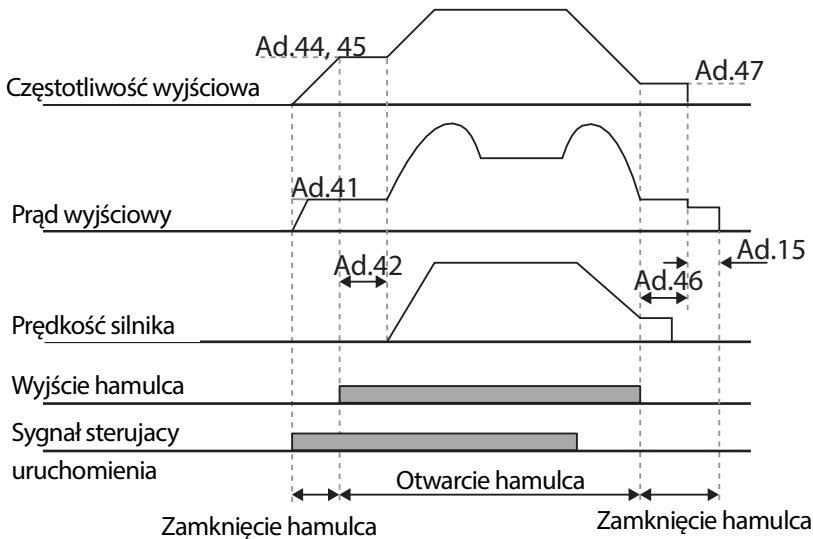 Ad.44, 45
Ad.47
Częstotliwość wyjściowa
Ad.41
Prąd wyjściowy
Ad.15
Ad.42
Ad.46
Prędkość silnika
Wyjście hamulca
Sygnał sterujacy
uruchomienia
Otwarcie hamulca
Zamknięcie hamulca
Zamknięcie hamulca